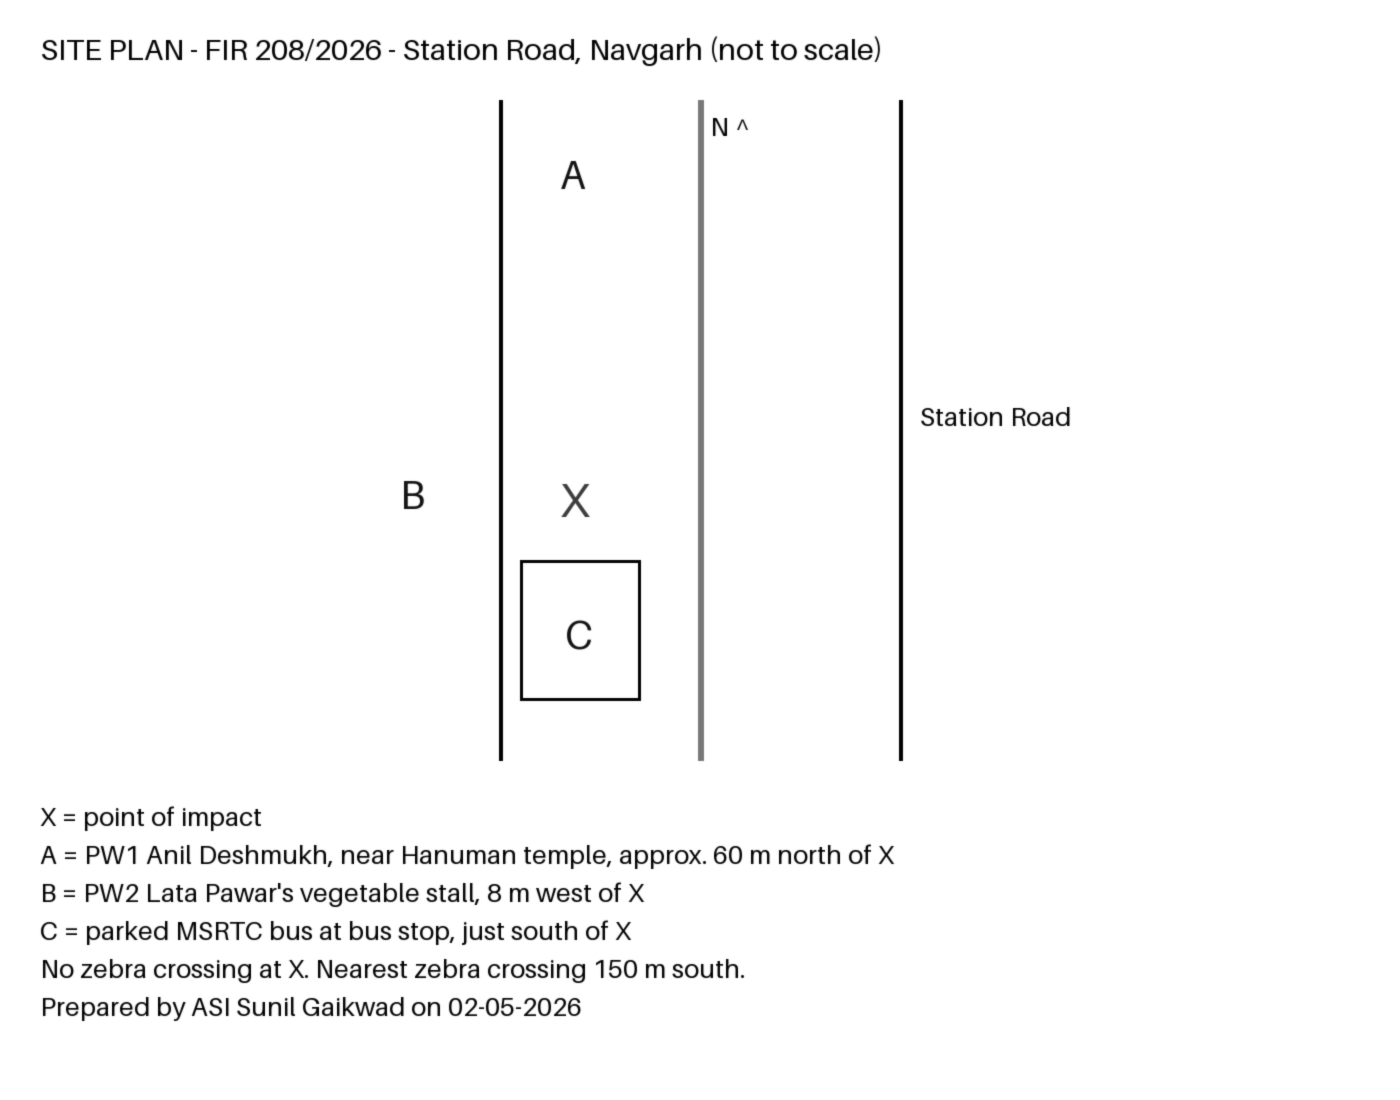 SITE PLAN - FIR 208/2026 - Station Road, Navgarh (not to scale)
N ^
A
Station Road
B
X
C
X = point of impact
A = PW1 Anil Deshmukh, near Hanuman temple, approx. 60 m north of X
B = PW2 Lata Pawar's vegetable stall, 8 m west of X
C = parked MSRTC bus at bus stop, just south of X
No zebra crossing at X. Nearest zebra crossing 150 m south.
Prepared by ASI Sunil Gaikwad on 02-05-2026